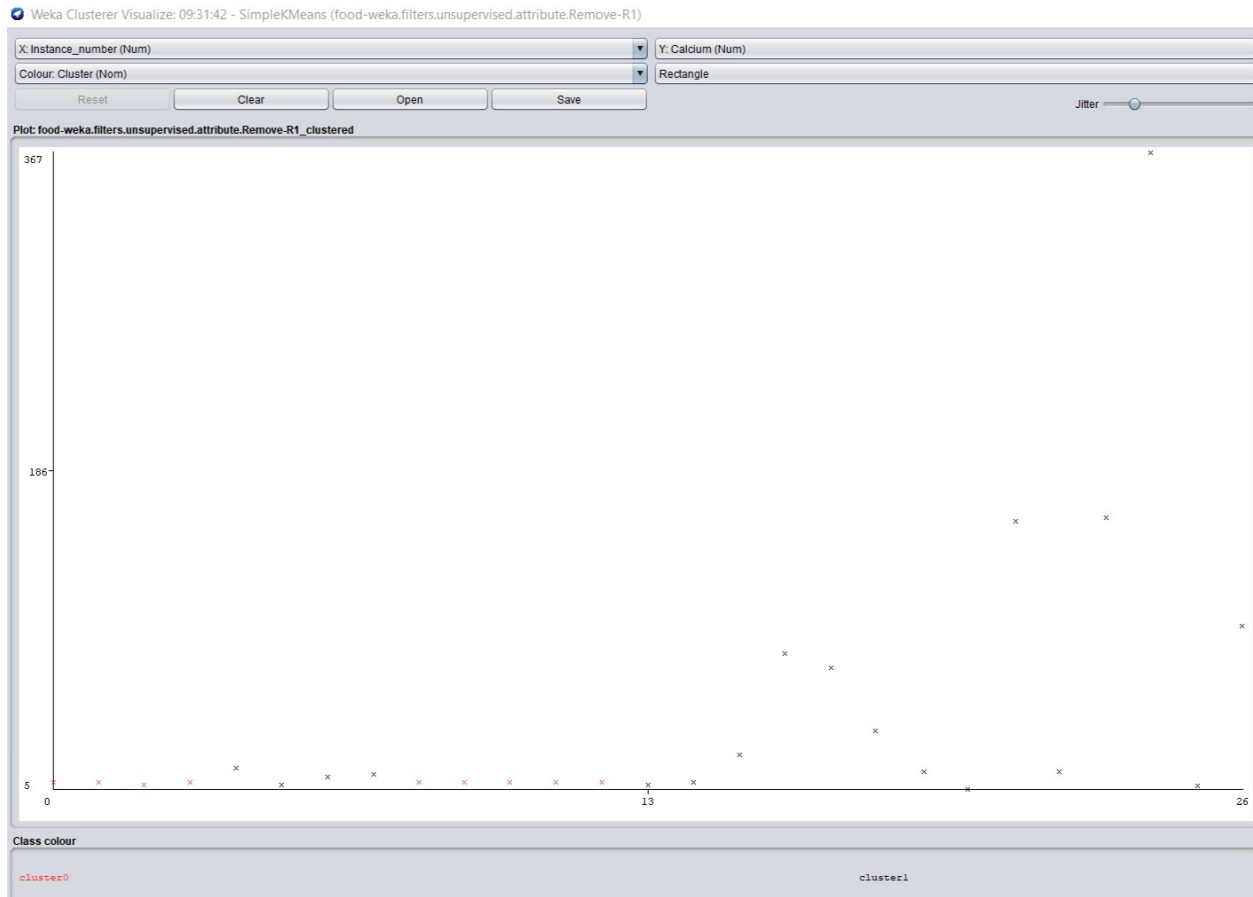 Weka Clusterer Visualize: 09:31:42 - SimpleKMeans (food-weka.filters.unsupervised.attribute.Remove-R1)
X: Instance_number (Num) Y: Calcium (Num)
Colour: Cluster (Nom) Rectangle
Reset Clear Open Save Jitter
Plot: food-weka.filters.unsupervised.attribute.Remove-R1_clustered
367
186
5
0 13 26
Class colour
cluster0 cluster1